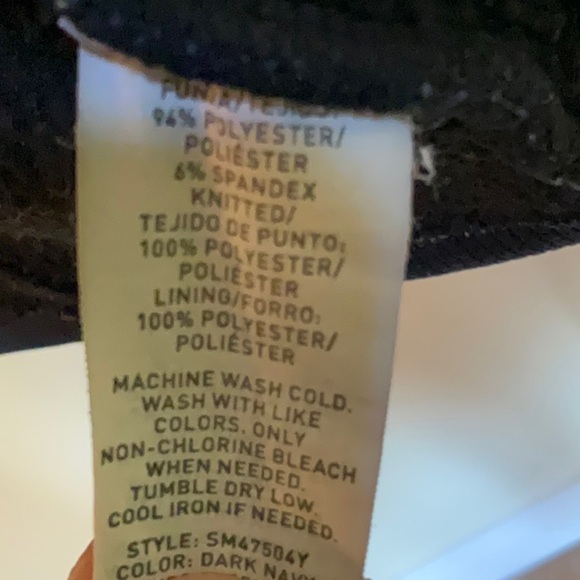 94% POLYESTER/
POLIÉSTER
6% SPANDEX
KNITTED/
TEJIDO DE PUNTO:
100% POLYESTER/
POLIÉSTER
LINING/FORRO:
100% POLYESTER/
POLIÉSTER
MACHINE WASH COLD.
WASH WITH LIKE
COLORS. ONLY
NON-CHLORINE BLEACH
WHEN NEEDED.
TUMBLE DRY LOW.
COOL IRON IF NEEDED.
STYLE: SM47504Y
COLOR: DARK